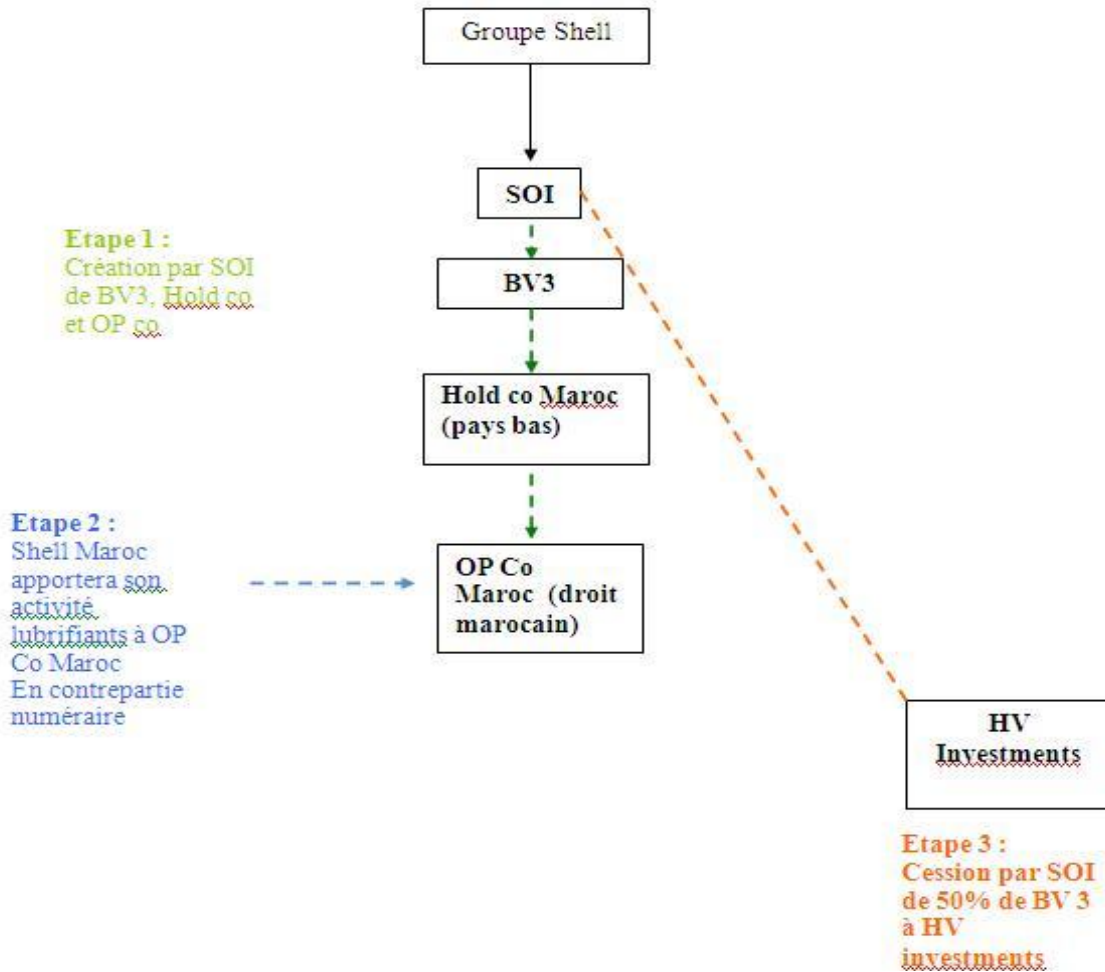 Groupe Shell
SOI
Etape 1 :
Création par SOI
de BV3, Hold co
et OP co
BV3
Hold co Maroc
(pays bas)
Etape 2 :
Shell Maroc
apportera son
activité
lubrifiants à OP
Co Maroc
En contrepartie
numéraire
OP Co
Maroc (droit
marocain)
HV
Investments
Etape 3 :
Cession par SOI
de 50% de BV 3
à HV
investments